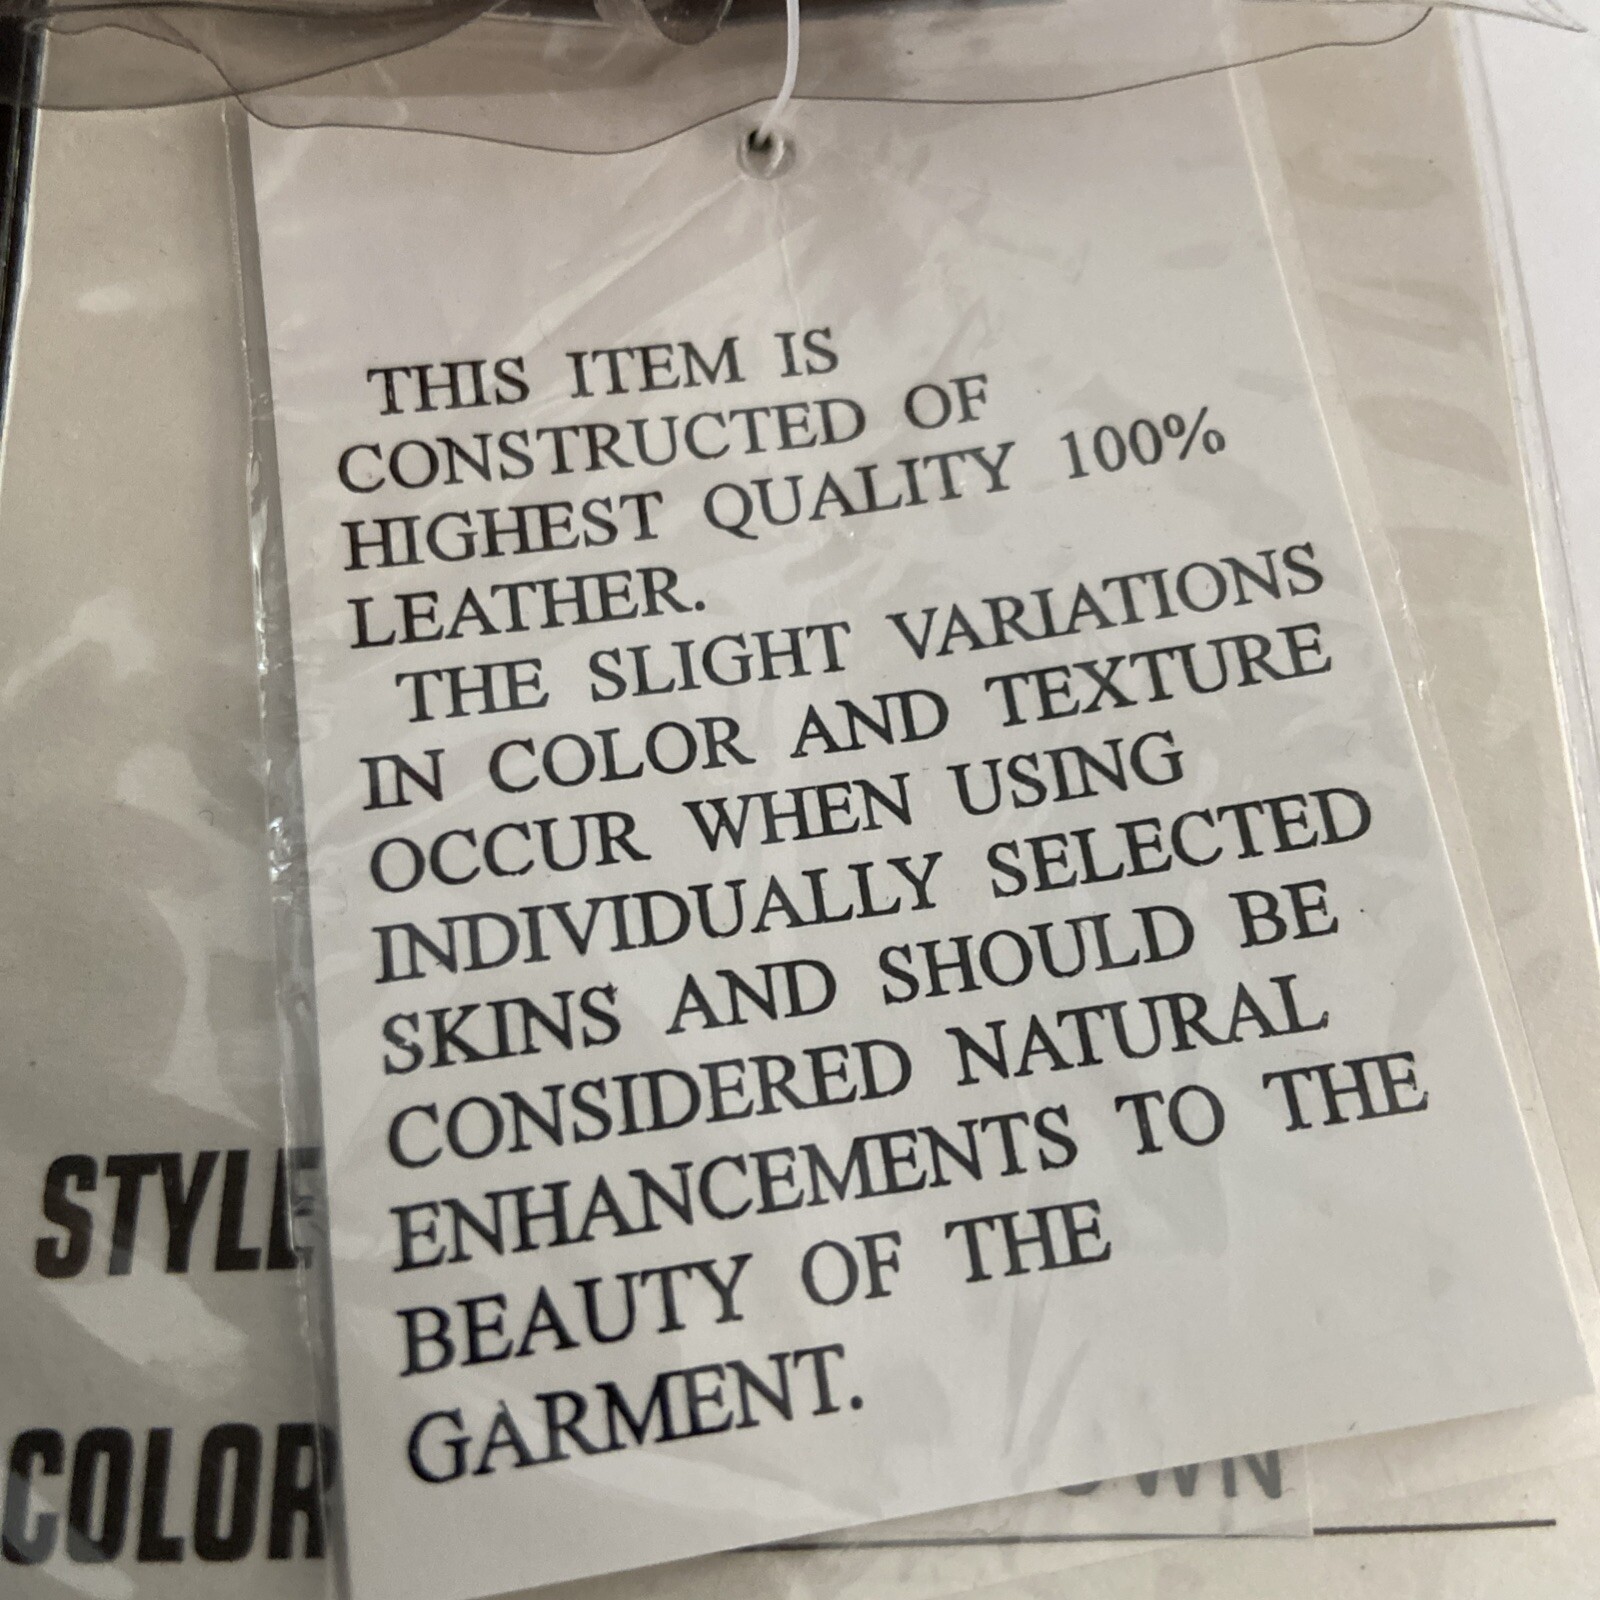 THIS ITEM IS
CONSTRUCTED OF
HIGHEST QUALITY 100%
LEATHER.
THE SLIGHT VARIATIONS
IN COLOR AND TEXTURE
OCCUR WHEN USING
INDIVIDUALLY SELECTED
SKINS AND SHOULD BE
CONSIDERED NATURAL
ENHANCEMENTS TO THE
BEAUTY OF THE
GARMENT.
STYLE
COLOR